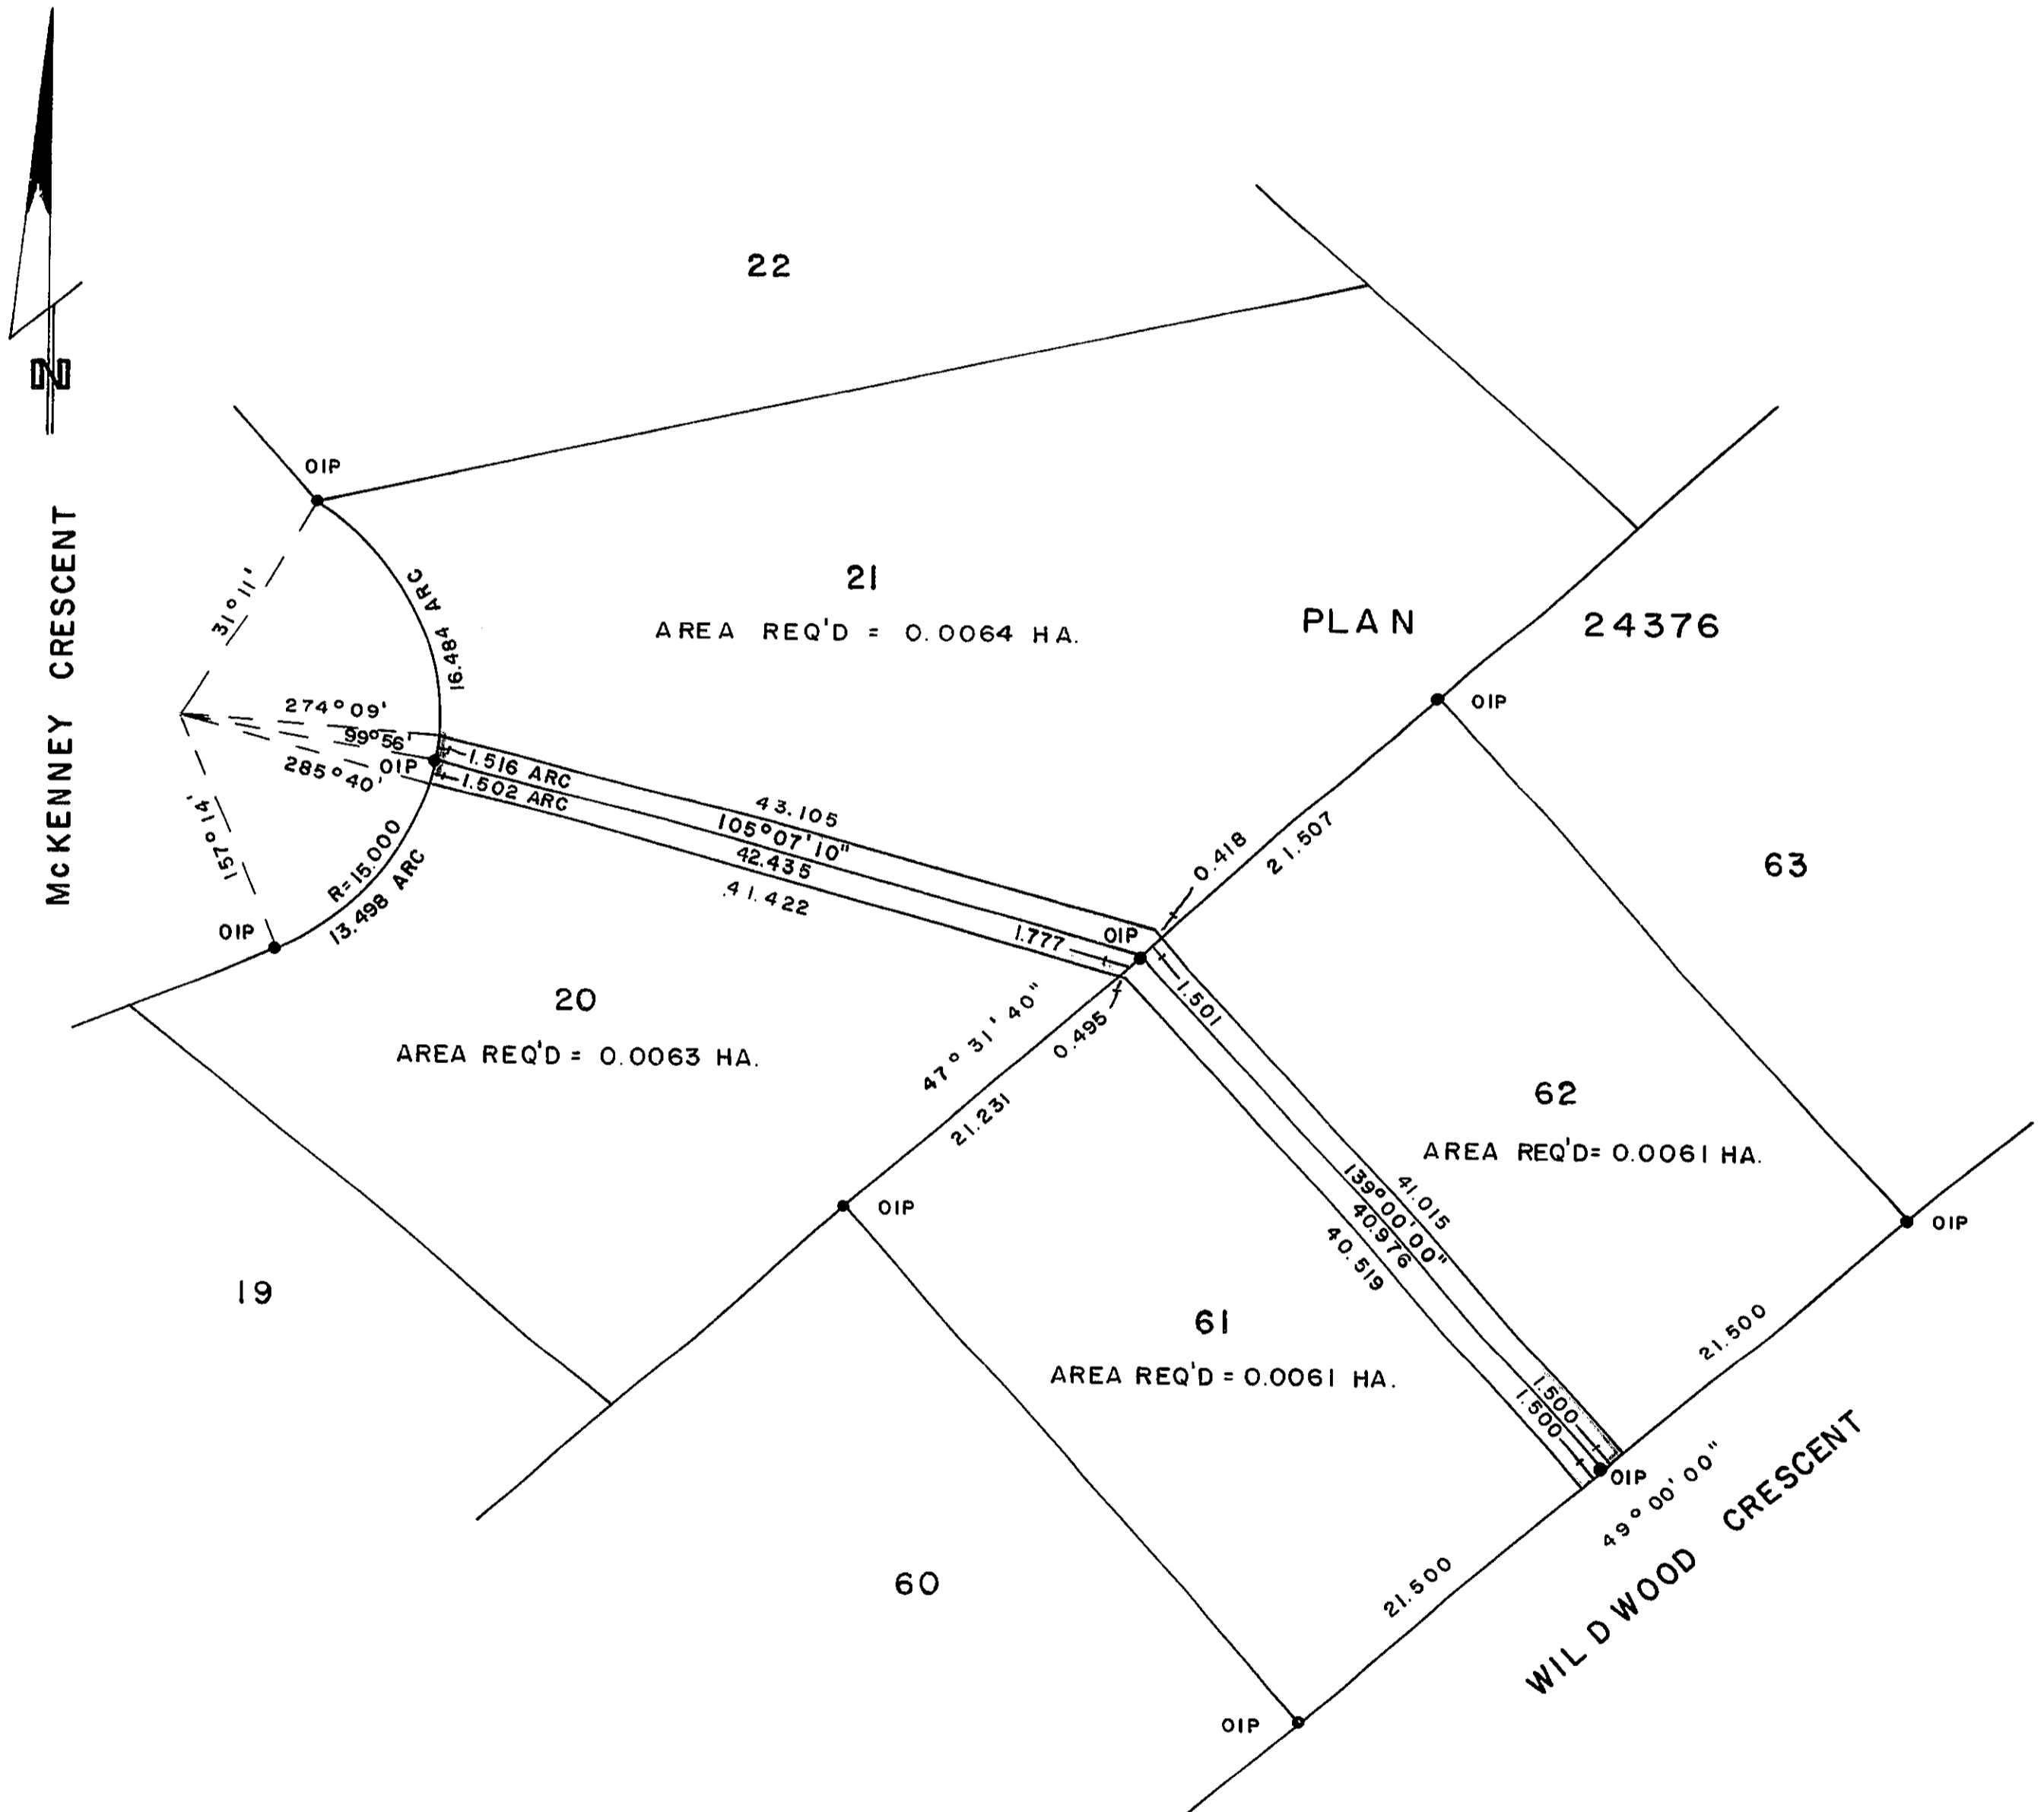 22
N
OIP
McKENNEY CRESCENT
31°11'
16.484 ARC
21
AREA REQ'D = 0.0064 HA.
PLAN 24376
OIP
274°09'
99°56'
285°40'
OIP
1.516 ARC
1.502 ARC
157°14'
R=15.000
13.498 ARC
OIP
43.105
105°07'10"
42.435
41.422
0.418
21.507
63
OIP
1.777
1.501
20
AREA REQ'D = 0.0063 HA.
47° 31' 40"
0.495
21.231
62
AREA REQ'D= 0.0061 HA.
OIP
41.015
139°00'00"
40.976
40.519
OIP
19
61
AREA REQ'D = 0.0061 HA.
21.500
1.500
1.500
OIP
49°00'00"
WILDWOOD CRESCENT
60
21.500
OIP